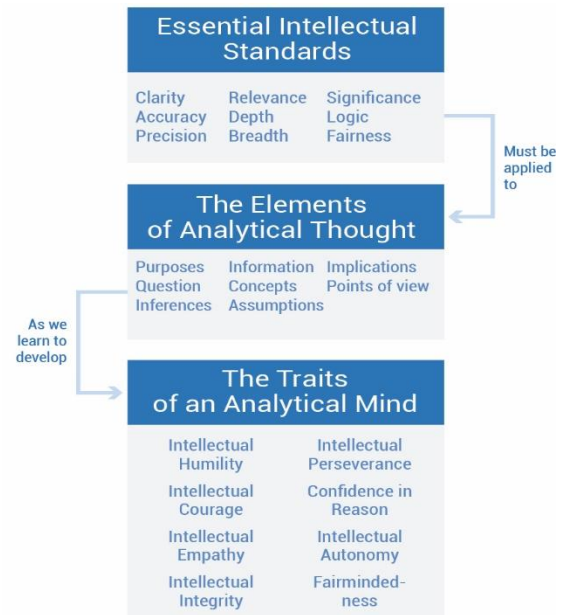 Essential Intellectual
Standards
Clarity Relevance Significance
Accuracy Depth Logic
Precision Breadth Fairness
Must be
applied
to
The Elements
of Analytical Thought
Purposes Information Implications
Question Concepts Points of view
Inferences Assumptions
As we
learn to
develop
The Traits
of an Analytical Mind
Intellectual
Humility
Intellectual
Perseverance
Intellectual
Courage
Confidence in
Reason
Intellectual
Empathy
Intellectual
Autonomy
Intellectual
Integrity
Fairminded-
ness